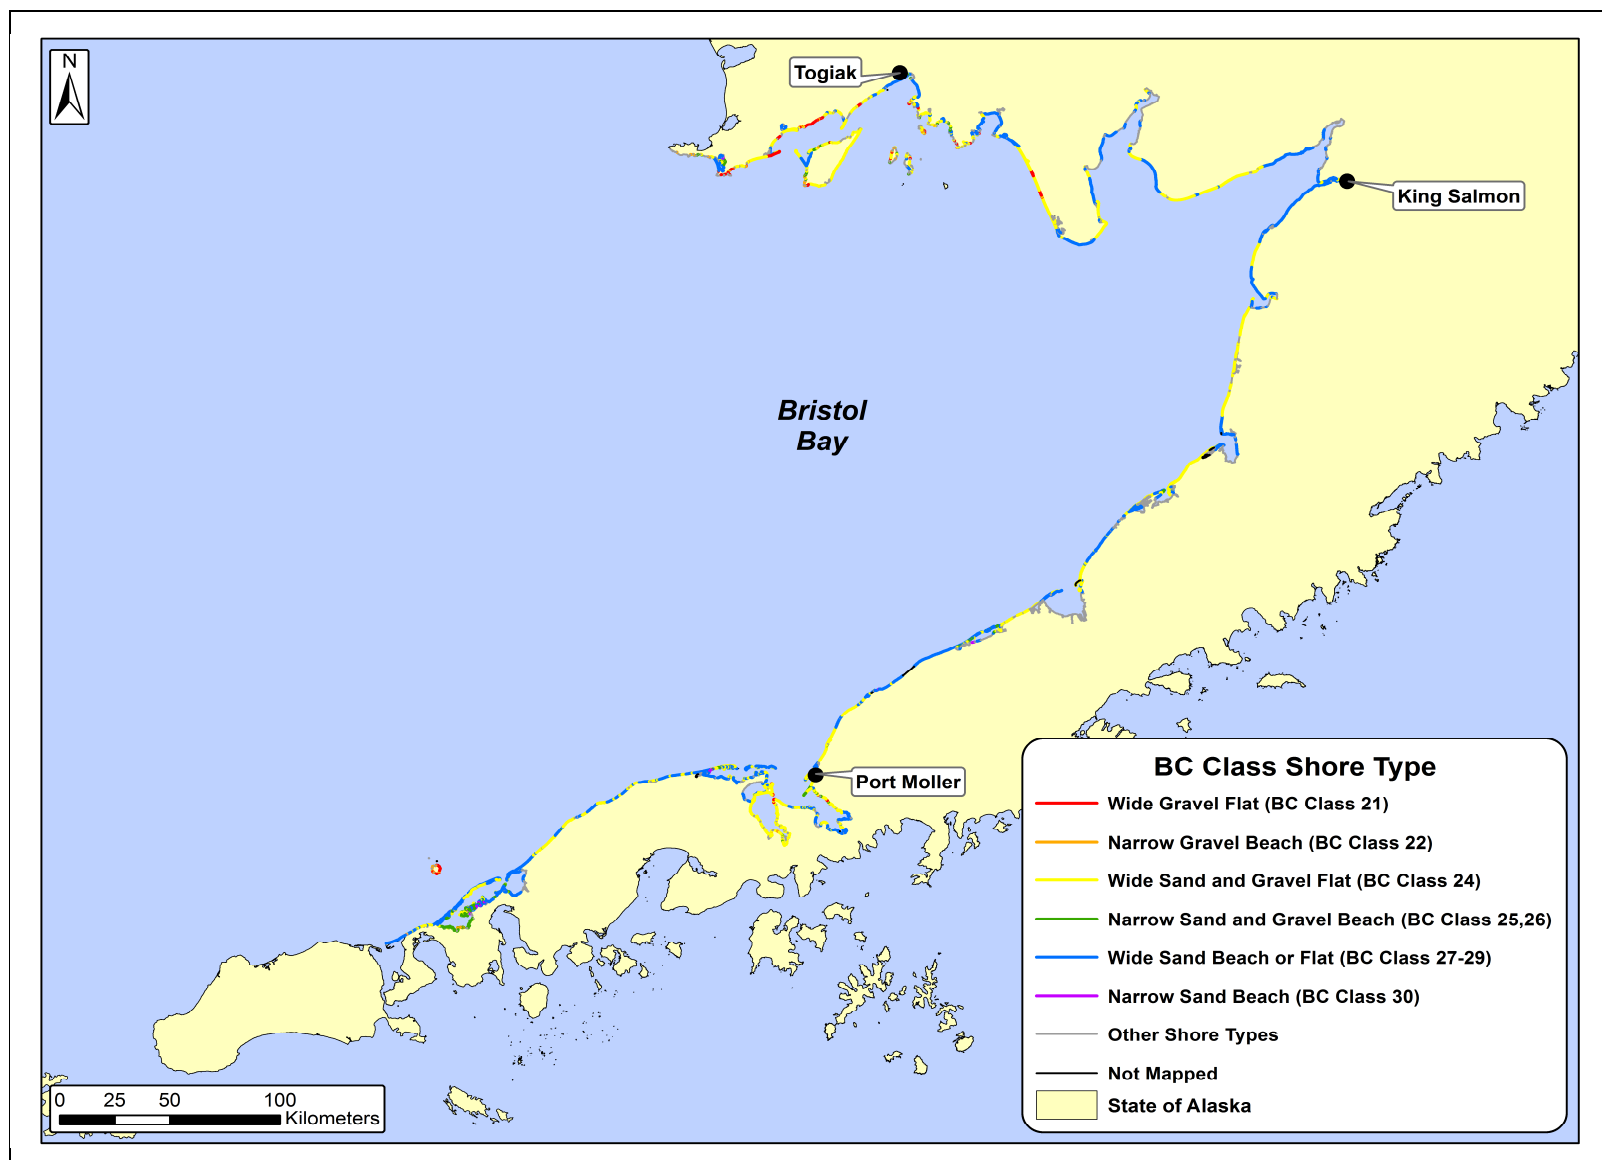 N
Togiak
King Salmon
Bristol
Bay
Port Moller
BC Class Shore Type
Wide Gravel Flat (BC Class 21)
Narrow Gravel Beach (BC Class 22)
Wide Sand and Gravel Flat (BC Class 24)
Narrow Sand and Gravel Beach (BC Class 25,26)
Wide Sand Beach or Flat (BC Class 27-29)
Narrow Sand Beach (BC Class 30)
Other Shore Types
Not Mapped
State of Alaska
0 25 50 100
Kilometers